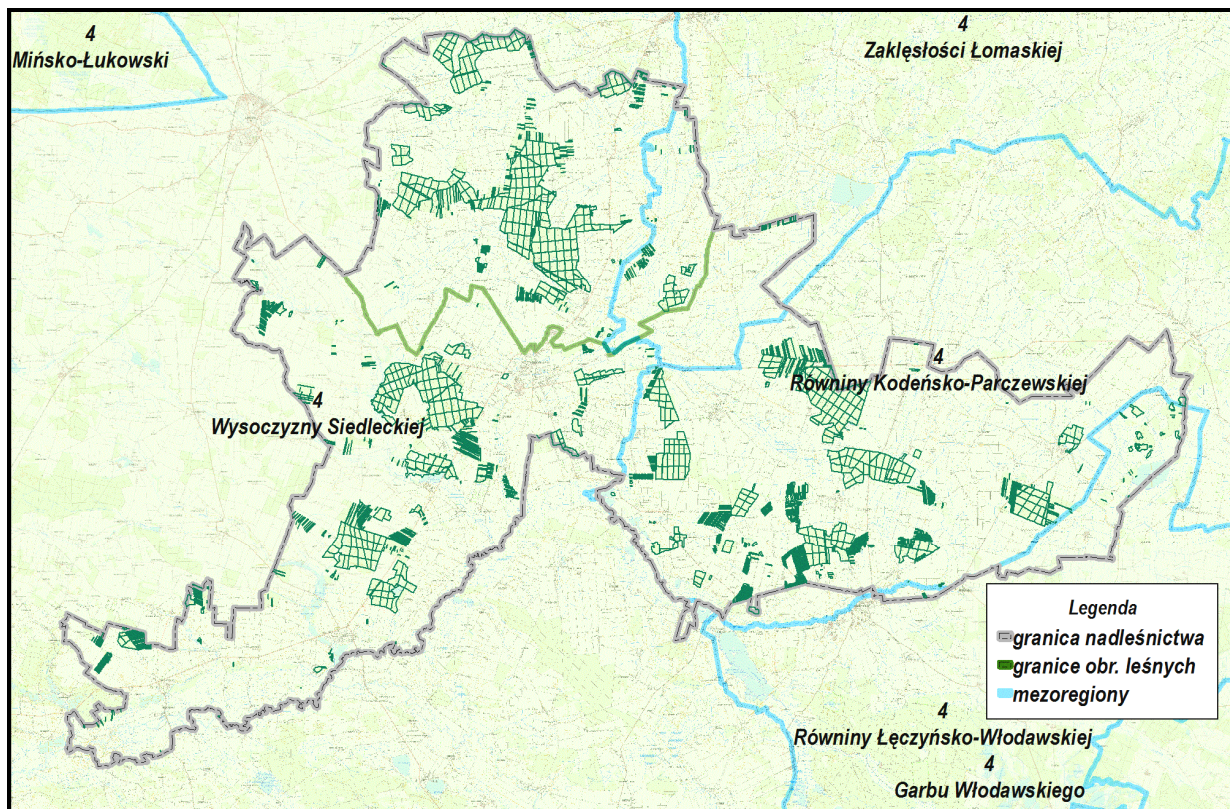 4
Mińsko-Łukowski
4
Zaklęsłości Łomaskiej
4
Równiny Kodeńsko-Parczewskiej
4
Wysoczyzny Siedleckiej
Legenda
granica nadleśnictwa
granice obr. leśnych
mezoregiony
4
Równiny Łęczyńsko-Włodawskiej
4
Garbu Włodawskiego